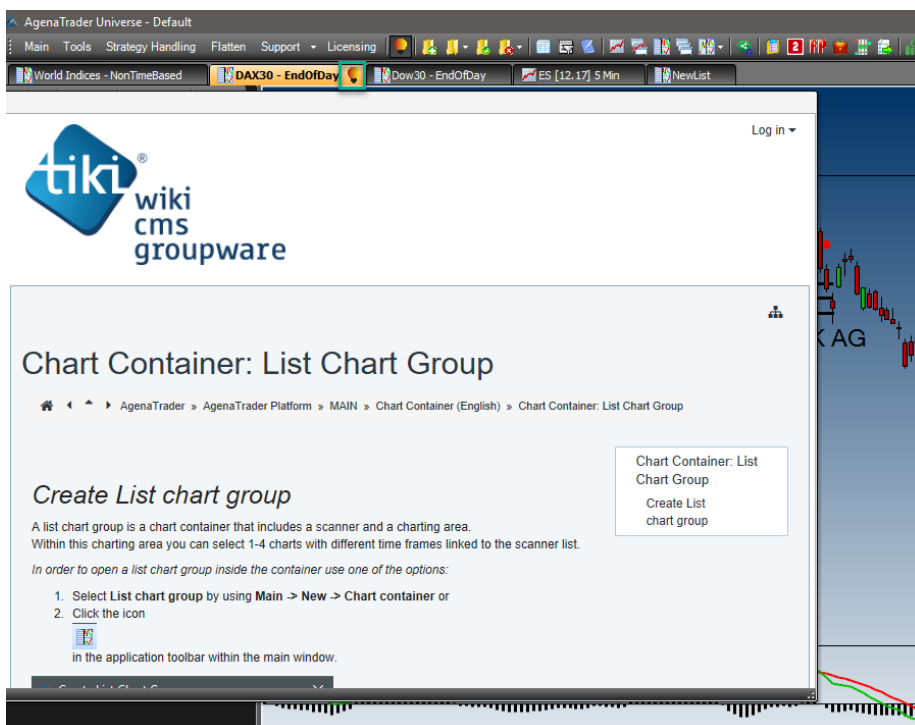 AgenaTrader Universe - Default
Main Tools Strategy Handling Flatten Support Licensing
World Indices - NonTimeBased DAX30 - EndOfDay Dow30 - EndOfDay ES [12.17] 5 Min NewList
Log in
tiki®
wiki
cms
groupware
K AG
Chart Container: List Chart Group
AgenaTrader » AgenaTrader Platform » MAIN » Chart Container (English) » Chart Container: List Chart Group
Chart Container: List
Chart Group
Create List
chart group
Create List chart group
A list chart group is a chart container that includes a scanner and a charting area.
Within this charting area you can select 1-4 charts with different time frames linked to the scanner list.
In order to open a list chart group inside the container use one of the options:
1. Select List chart group by using Main -> New -> Chart container or
2. Click the icon
in the application toolbar within the main window.